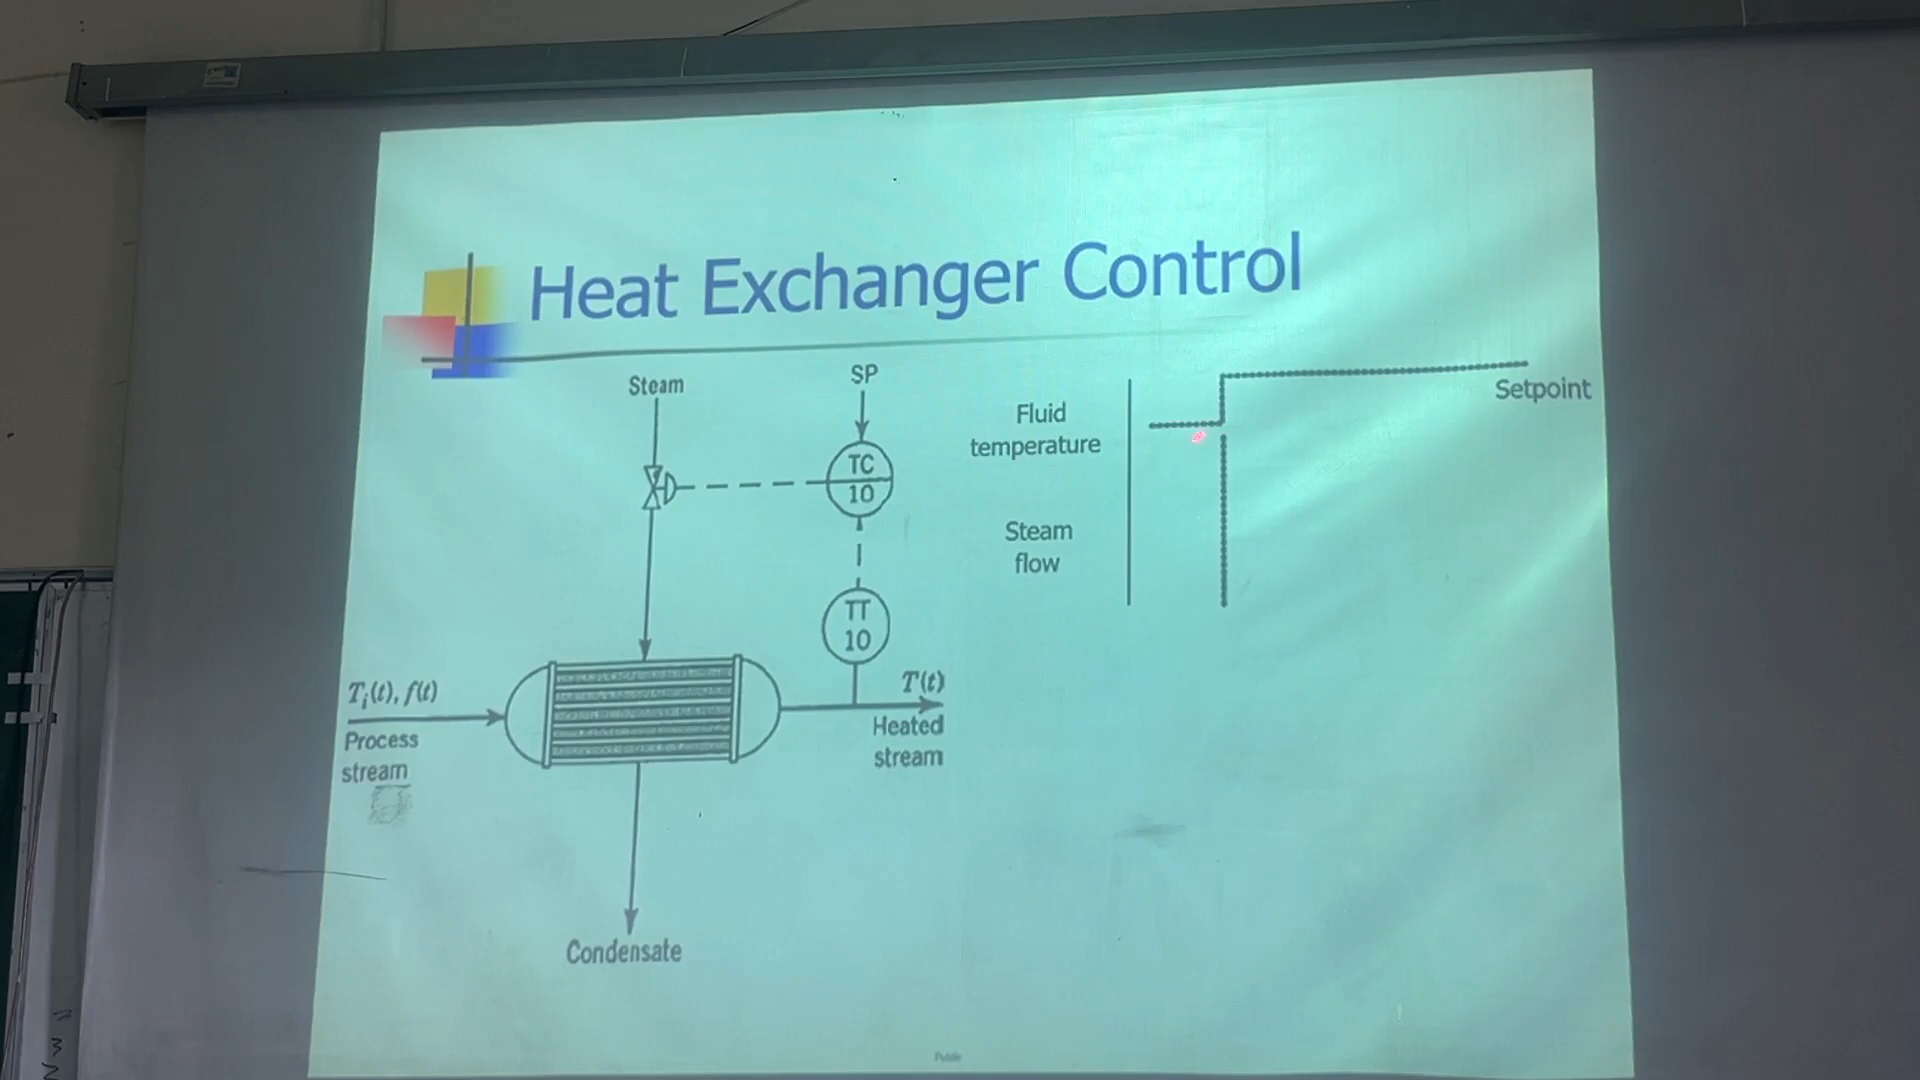 Heat Exchanger Control
Steam
SP
TC
10
TT
10
T(t)
Heated
stream
Tᵢ(t), f(t)
Process
stream
Condensate
Fluid
temperature
Steam
flow
Setpoint
Public